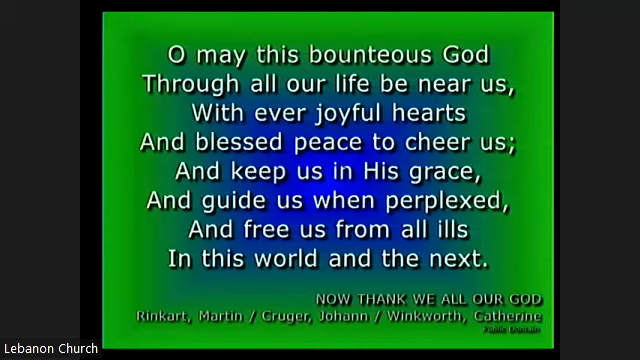 O may this bounteous God
Through all our life be near us,
With ever joyful hearts
And blessed peace to cheer us;
And keep us in His grace,
And guide us when perplexed,
And free us from all ills
In this world and the next.
NOW THANK WE ALL OUR GOD
Rinkart, Martin / Cruger, Johann / Winkworth, Catherine
Public Domain
Lebanon Church